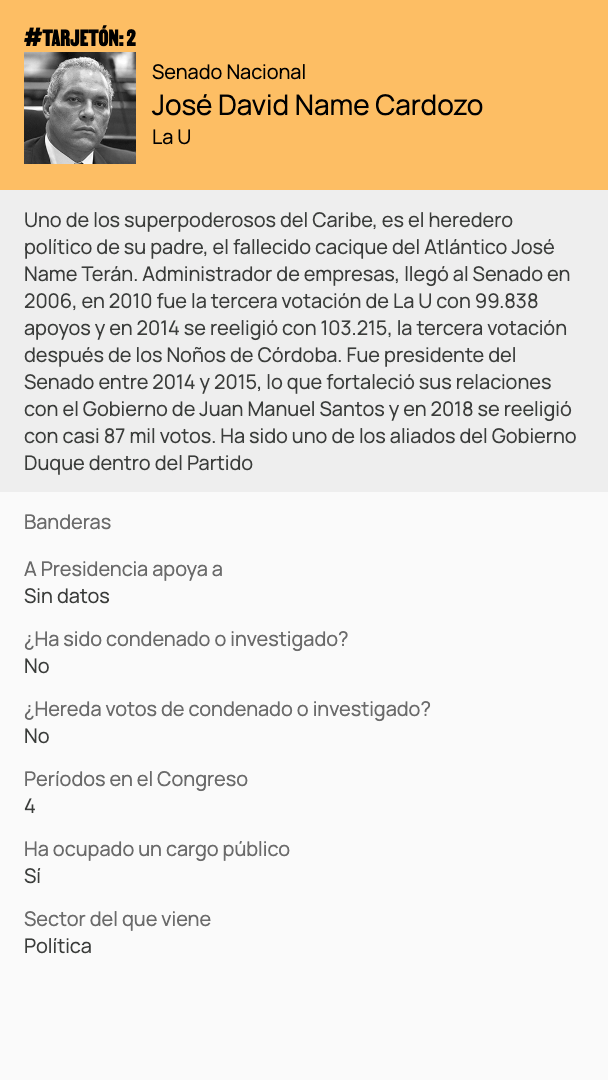 #TARJETÓN: 2
Senado Nacional
José David Name Cardozo
La U
Uno de los superpoderosos del Caribe, es el heredero
político de su padre, el fallecido cacique del Atlántico José
Name Terán. Administrador de empresas, llegó al Senado en
2006, en 2010 fue la tercera votación de La U con 99.838
apoyos y en 2014 se reeligió con 103.215, la tercera votación
después de los Noños de Córdoba. Fue presidente del
Senado entre 2014 y 2015, lo que fortaleció sus relaciones
con el Gobierno de Juan Manuel Santos y en 2018 se reeligió
con casi 87 mil votos. Ha sido uno de los aliados del Gobierno
Duque dentro del Partido
Banderas
A Presidencia apoya a
Sin datos
¿Ha sido condenado o investigado?
No
¿Hereda votos de condenado o investigado?
No
Períodos en el Congreso
4
Ha ocupado un cargo público
Sí
Sector del que viene
Política